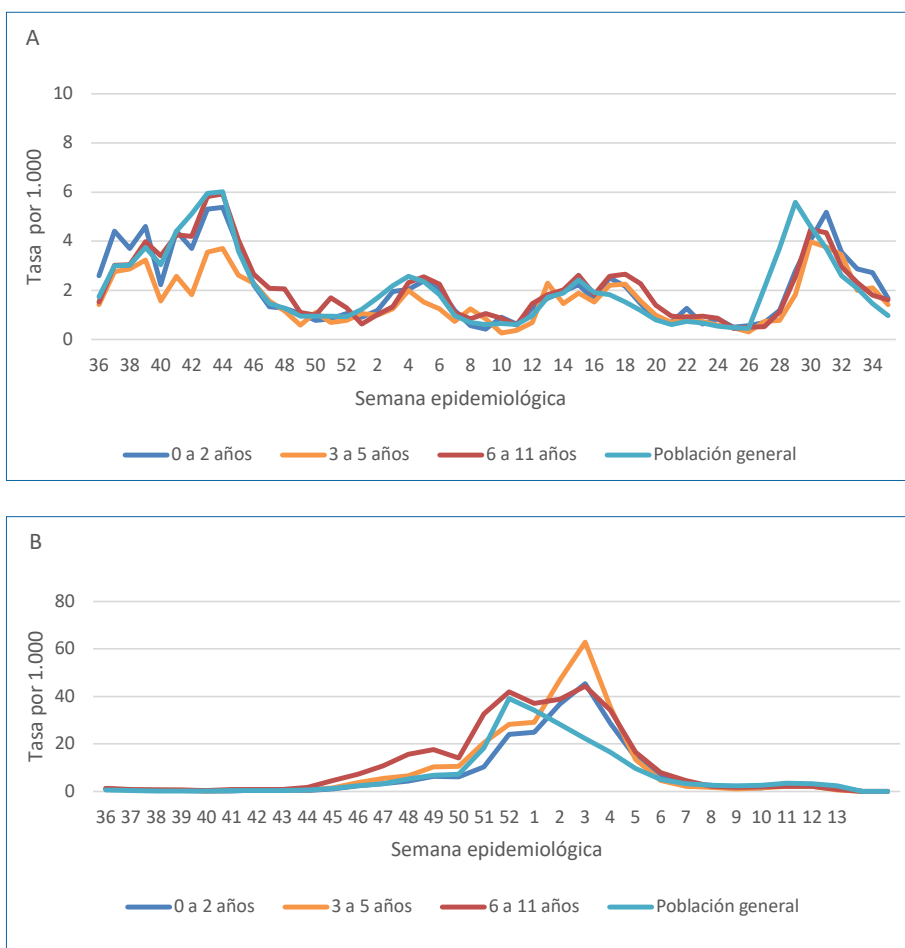 A
10
8
6
4
2
0
Tasa por 1.000
36 38 40 42 44 46 48 50 52 2 4 6 8 10 12 14 16 18 20 22 24 26 28 30 32 34
Semana epidemiológica
0 a 2 años 3 a 5 años 6 a 11 años Población general
B
80
60
40
20
0
Tasa por 1.000
36 37 38 39 40 41 42 43 44 45 46 47 48 49 50 51 52 1 2 3 4 5 6 7 8 9 10 11 12 13
Semana epidemiológica
0 a 2 años 3 a 5 años 6 a 11 años Población general